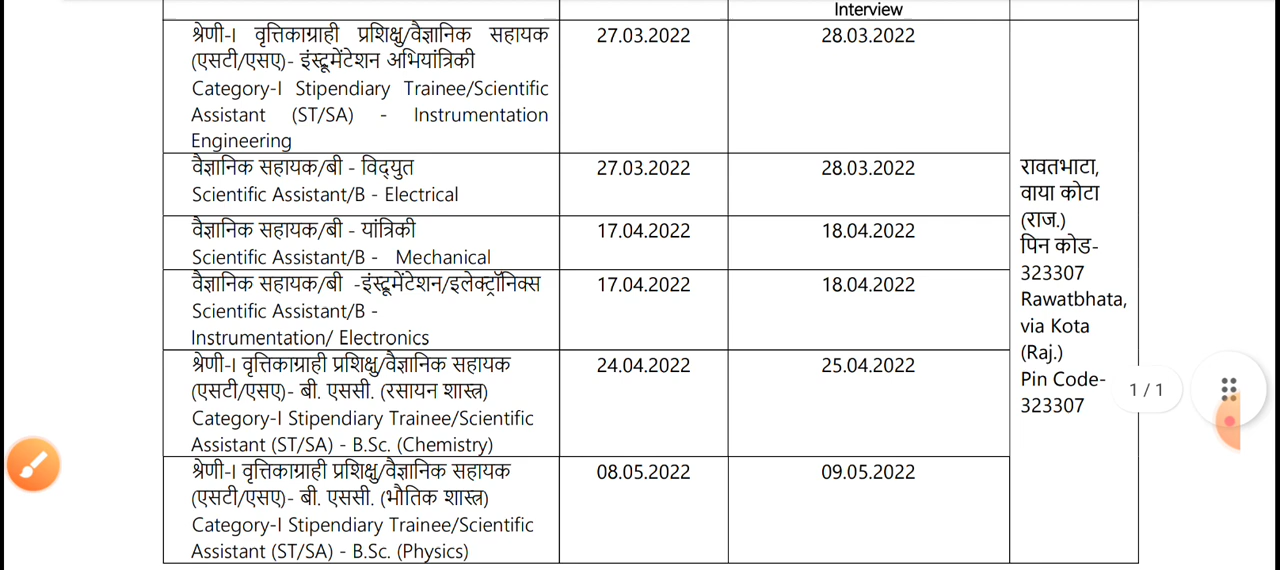 Interview
श्रेणी-I वृत्तिकाग्राही प्रशिक्षु/वैज्ञानिक सहायक
(एसटी/एसए)- इंस्ट्रूमेंटेशन अभियांत्रिकी
Category-I Stipendiary Trainee/Scientific
Assistant (ST/SA) - Instrumentation
Engineering
27.03.2022
28.03.2022
वैज्ञानिक सहायक/बी - विद्‌युत
Scientific Assistant/B - Electrical
27.03.2022
28.03.2022
वैज्ञानिक सहायक/बी - यांत्रिकी
Scientific Assistant/B - Mechanical
17.04.2022
18.04.2022
वैज्ञानिक सहायक/बी -इंस्ट्रूमेंटेशन/इलेक्ट्रॉनिक्स
Scientific Assistant/B -
Instrumentation/ Electronics
17.04.2022
18.04.2022
श्रेणी-I वृत्तिकाग्राही प्रशिक्षु/वैज्ञानिक सहायक
(एसटी/एसए)- बी. एससी. (रसायन शास्त्र)
Category-I Stipendiary Trainee/Scientific
Assistant (ST/SA) - B.Sc. (Chemistry)
24.04.2022
25.04.2022
श्रेणी-I वृत्तिकाग्राही प्रशिक्षु/वैज्ञानिक सहायक
(एसटी/एसए)- बी. एससी. (भौतिक शास्त्र)
Category-I Stipendiary Trainee/Scientific
Assistant (ST/SA) - B.Sc. (Physics)
08.05.2022
09.05.2022
रावतभाटा,
वाया कोटा
(राज.)
पिन कोड-
323307
Rawatbhata,
via Kota
(Raj.)
Pin Code-
323307
1 / 1